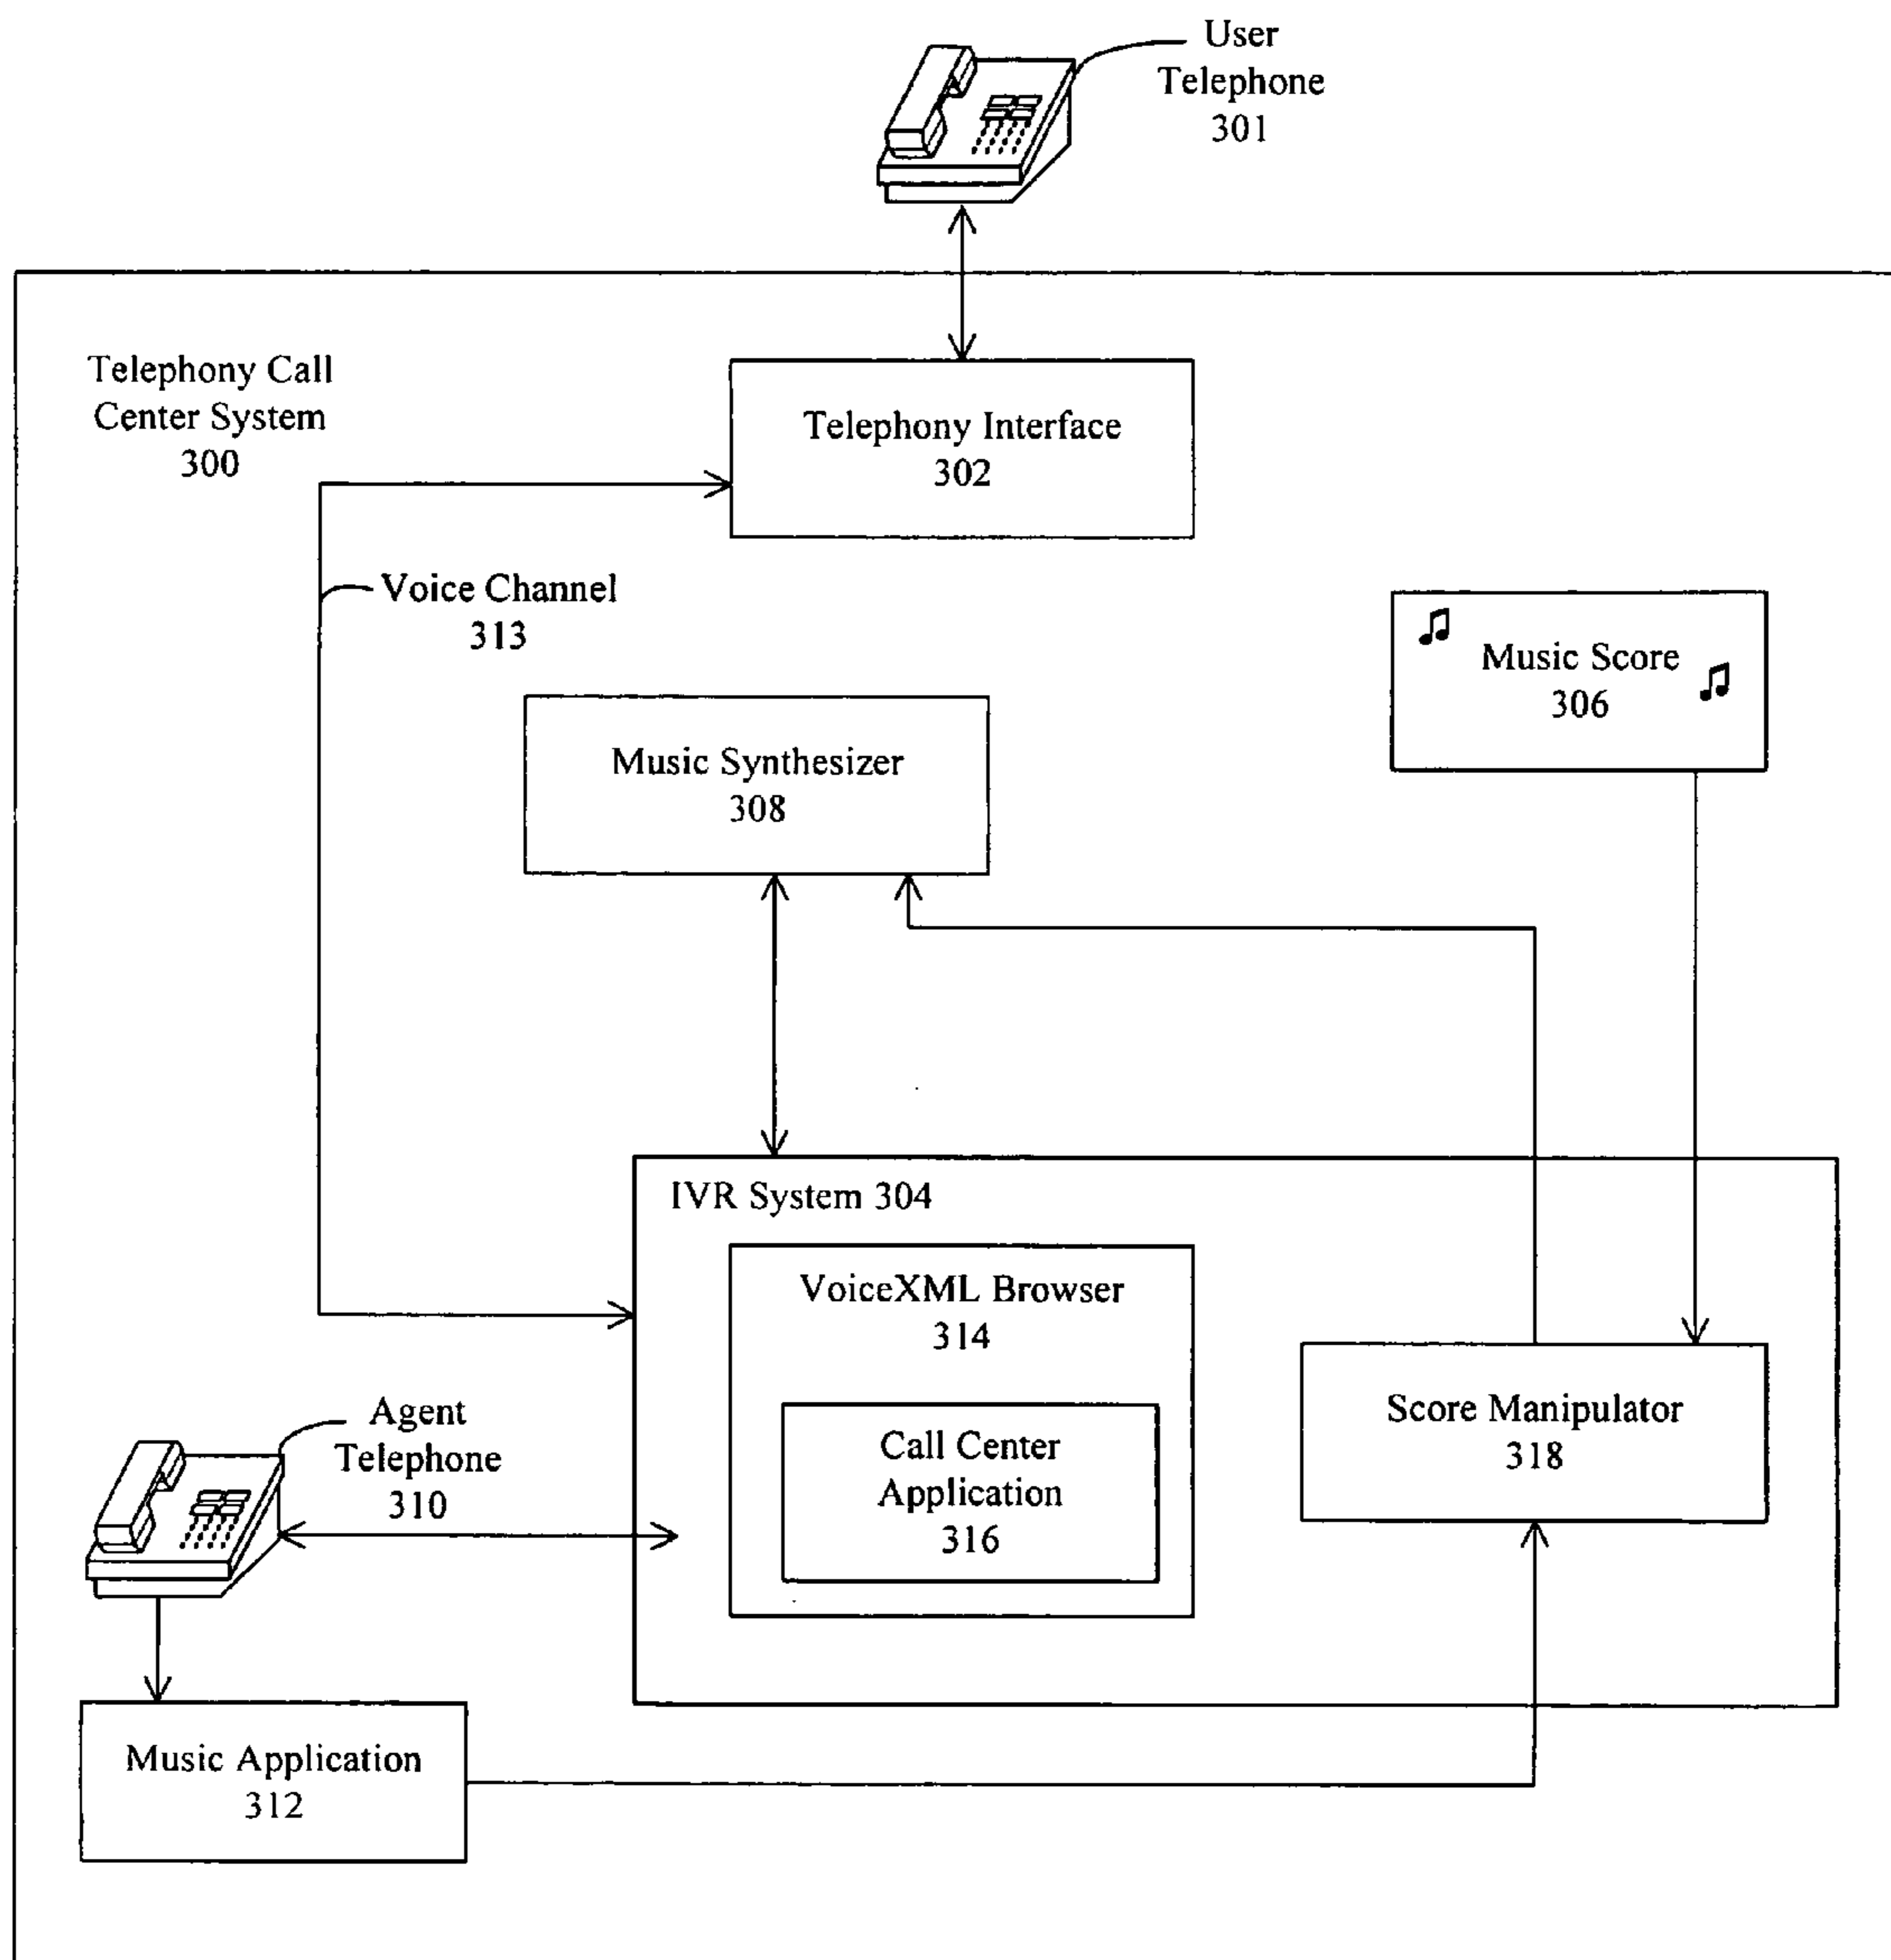 User
Telephone
301
Telephony Call
Center System
300
Telephony Interface
302
Voice Channel
313
Music Score
306
Music Synthesizer
308
IVR System 304
VoiceXML Browser
314
Call Center
Application
316
Score Manipulator
318
Agent
Telephone
310
Music Application
312